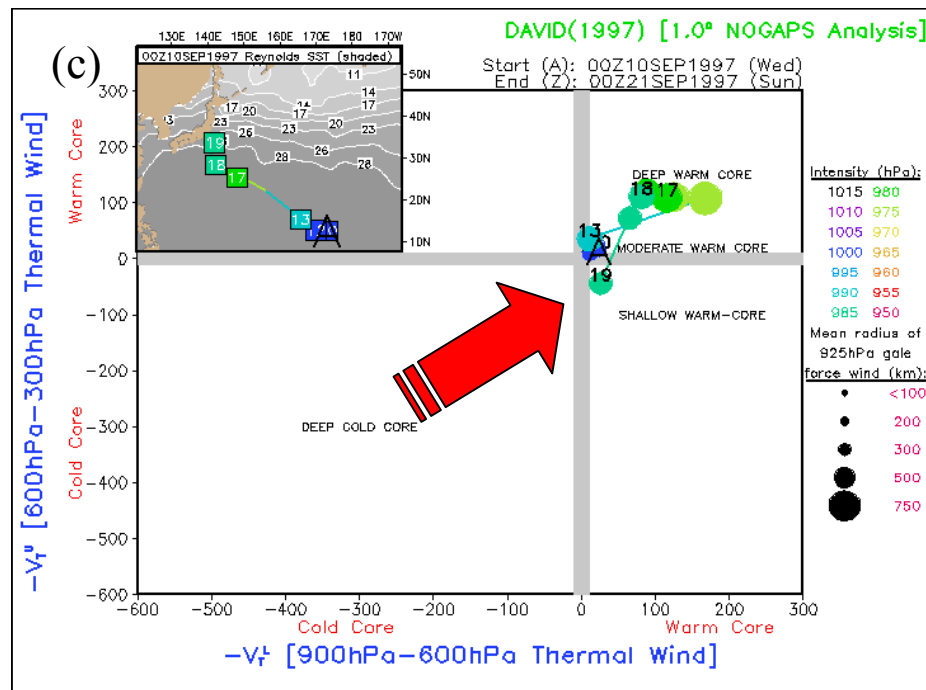 (c)
DAVID(1997) [1.0° NOGAPS Analysis]
Start (A): 00Z10SEP1997 (Wed)
End (Z): 00Z21SEP1997 (Sun)
130E 140E 150E 160E 170E 180 170W
00Z10SEP1997 Reynolds SST (shaded)
50N
40N
30N
20N
10N
11
14
14
17
17
17
20
20
23
23
23
26
26
26
28
28
19
18
17
13
A
300
200
100
0
-100
-200
-300
-400
-500
-600
-V_T^U [600hPa-300hPa Thermal Wind]
Warm Core
Cold Core
DEEP WARM CORE
18 17
13
MODERATE WARM CORE
A
19
SHALLOW WARM-CORE
DEEP COLD CORE
-600 -500 -400 -300 -200 -100 0 100 200 300
Cold Core
Warm Core
-V_T^L [900hPa-600hPa Thermal Wind]
Intensity (hPa):
1015 980
1010 975
1005 970
1000 965
995 960
990 955
985 950
Mean radius of
925hPa gale
force wind (km):
<100
200
300
500
750